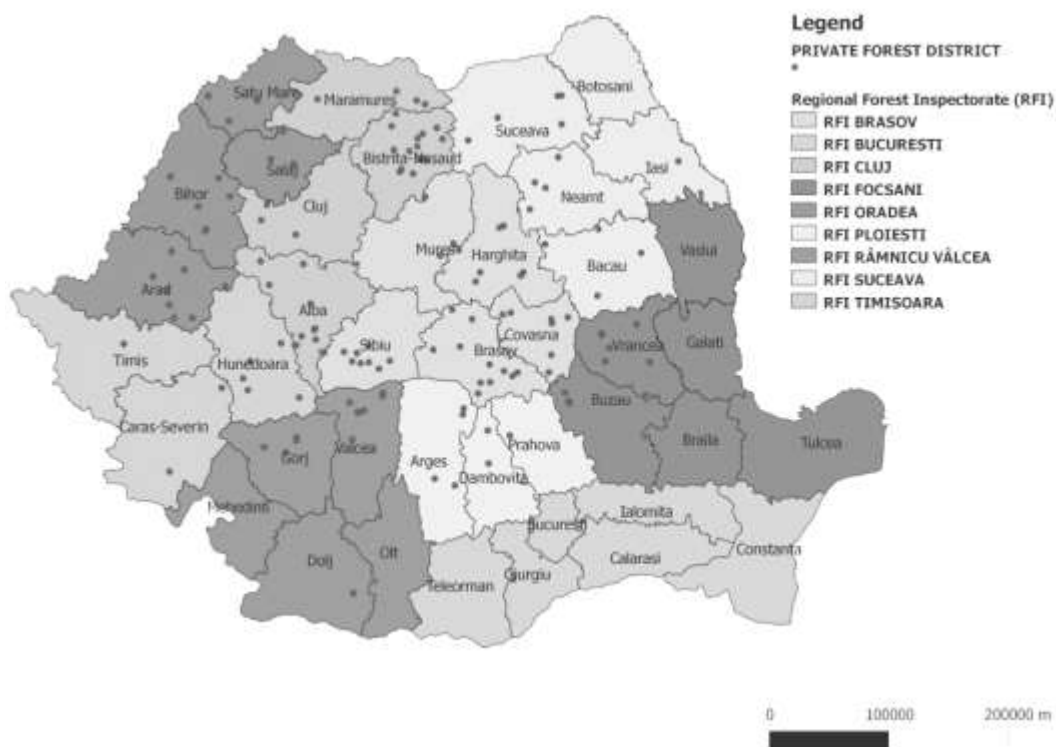 Legend
PRIVATE FOREST DISTRICT
Regional Forest Inspectorate (RFI)
RFI BRASOV
RFI BUCURESTI
RFI CLUJ
RFI FOCSANI
RFI ORADEA
RFI PLOIESTI
RFI RÂMNICU VÂLCEA
RFI SUCEAVA
RFI TIMISOARA
Satu Mare
Maramures
Botosani
Suceava
Bistrita-Nasaud
Salaj
Iasi
Bihor
Cluj
Neamt
Mures
Harghita
Vaslui
Bacau
Arad
Alba
Timis
Hunedoara
Sibiu
Brasov
Covasna
Vrancea
Galati
Caras-Severin
Buzau
Braila
Tulcea
Gorj
Valcea
Arges
Prahova
Dambovita
Mehedinti
Ialomita
Bucuresti
Constanta
Calarasi
Dolj
Olt
Teleorman
Giurgiu
0 100000 200000 m